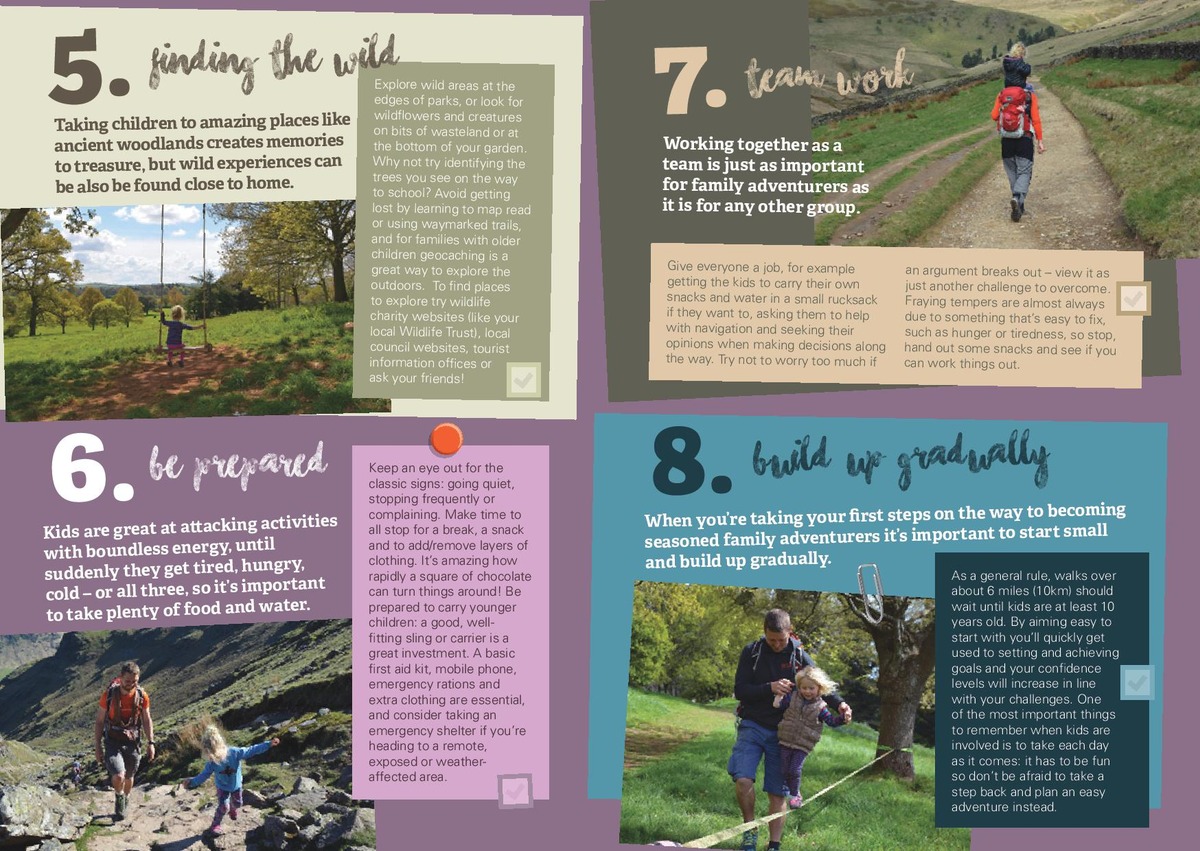 5. finding the wild
Taking children to amazing places like
ancient woodlands creates memories
to treasure, but wild experiences can
be also be found close to home.
Explore wild areas at the
edges of parks, or look for
wildflowers and creatures
on bits of wasteland or at
the bottom of your garden.
Why not try identifying the
trees you see on the way
to school? Avoid getting
lost by learning to map read
or using waymarked trails,
and for families with older
children geocaching is a
great way to explore the
outdoors. To find places
to explore try wildlife
charity websites (like your
local Wildlife Trust), local
council websites, tourist
information offices or
ask your friends!
6. be prepared
Kids are great at attacking activities
with boundless energy, until
suddenly they get tired, hungry,
cold – or all three, so it's important
to take plenty of food and water.
Keep an eye out for the
classic signs: going quiet,
stopping frequently or
complaining. Make time to
all stop for a break, a snack
and to add/remove layers of
clothing. It's amazing how
rapidly a square of chocolate
can turn things around! Be
prepared to carry younger
children: a good, well-
fitting sling or carrier is a
great investment. A basic
first aid kit, mobile phone,
emergency rations and
extra clothing are essential,
and consider taking an
emergency shelter if you're
heading to a remote,
exposed or weather-
affected area.
7. team work
Working together as a
team is just as important
for family adventurers as
it is for any other group.
Give everyone a job, for example
getting the kids to carry their own
snacks and water in a small rucksack
if they want to, asking them to help
with navigation and seeking their
opinions when making decisions along
the way. Try not to worry too much if
an argument breaks out – view it as
just another challenge to overcome.
Fraying tempers are almost always
due to something that's easy to fix,
such as hunger or tiredness, so stop,
hand out some snacks and see if you
can work things out.
8. build up gradually
When you're taking your first steps on the way to becoming
seasoned family adventurers it's important to start small
and build up gradually.
As a general rule, walks over
about 6 miles (10km) should
wait until kids are at least 10
years old. By aiming easy to
start with you'll quickly get
used to setting and achieving
goals and your confidence
levels will increase in line
with your challenges. One
of the most important things
to remember when kids are
involved is to take each day
as it comes: it has to be fun
so don't be afraid to take a
step back and plan an easy
adventure instead.